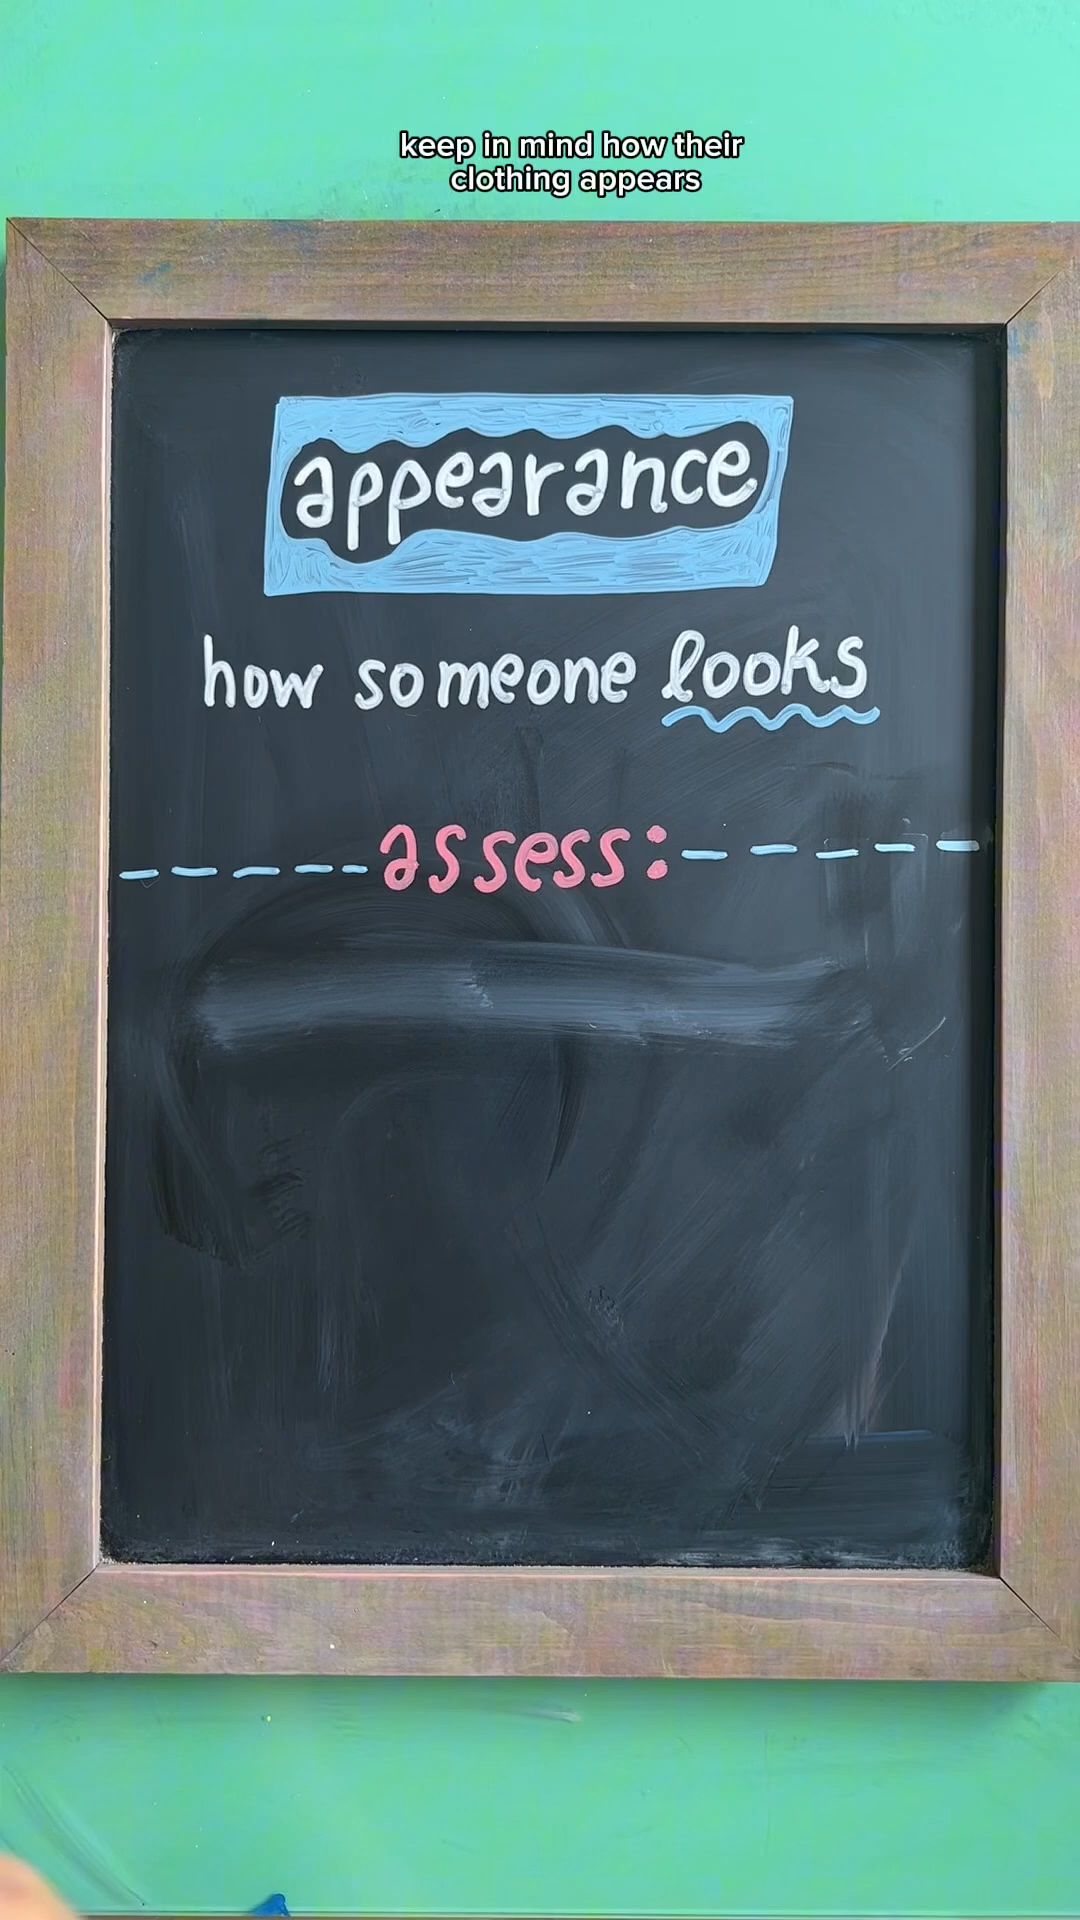 keep in mind how their
clothing appears
appearance
how someone looks
assess: